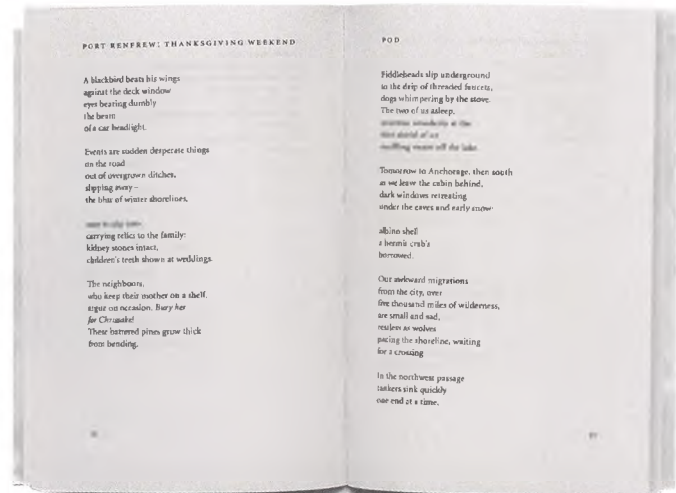 PORT RENFREW: THANKSGIVING WEEKEND
A blackbird beats his wings
against the deck window
eyes bearing dumbly
the beam
of a car headlight.
Events are sudden desperate things
on the road
out of overgrown ditches,
slipping away –
the blur of winter shorelines,
carrying relics to the family:
kidney stones intact,
children's teeth shown at weddings.
The neighbours,
who keep their mother on a shelf,
argue on occasion. Bury her
for Chrissake!
These battered pines grow thick
from bending.
POD
Fiddleheads slip underground
to the drip of threaded faucets,
dogs whimpering by the stove.
The two of us asleep,
Tomorrow to Anchorage, then south
as we leave the cabin behind,
dark windows retreating
under the eaves and early snow:
albino shell
a hermit crab's
borrowed.
Our awkward migrations
from the city, over
five thousand miles of wilderness,
are small and sad,
restless as wolves
pacing the shoreline, waiting
for a crossing
In the northwest passage
tankers sink quickly
one end at a time.